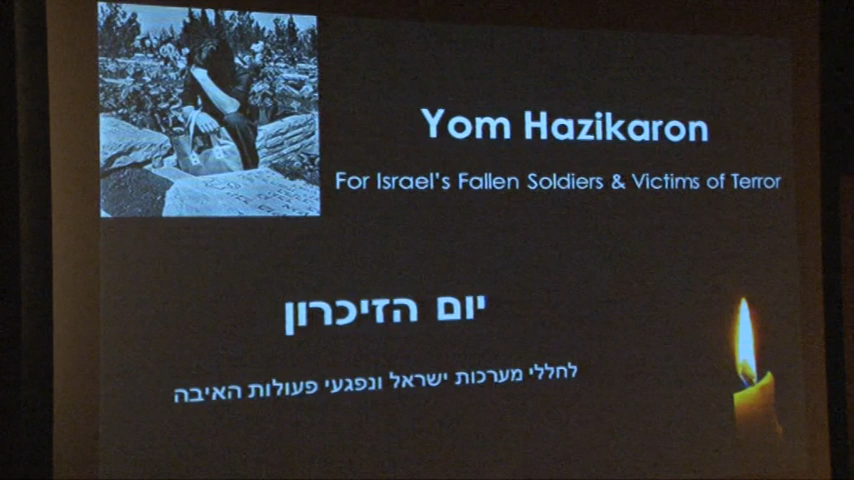 Yom Hazikaron
For Israel's Fallen Soldiers & Victims of Terror
יום הזיכרון
לחללי מערכות ישראל ונפגעי פעולות האיבה